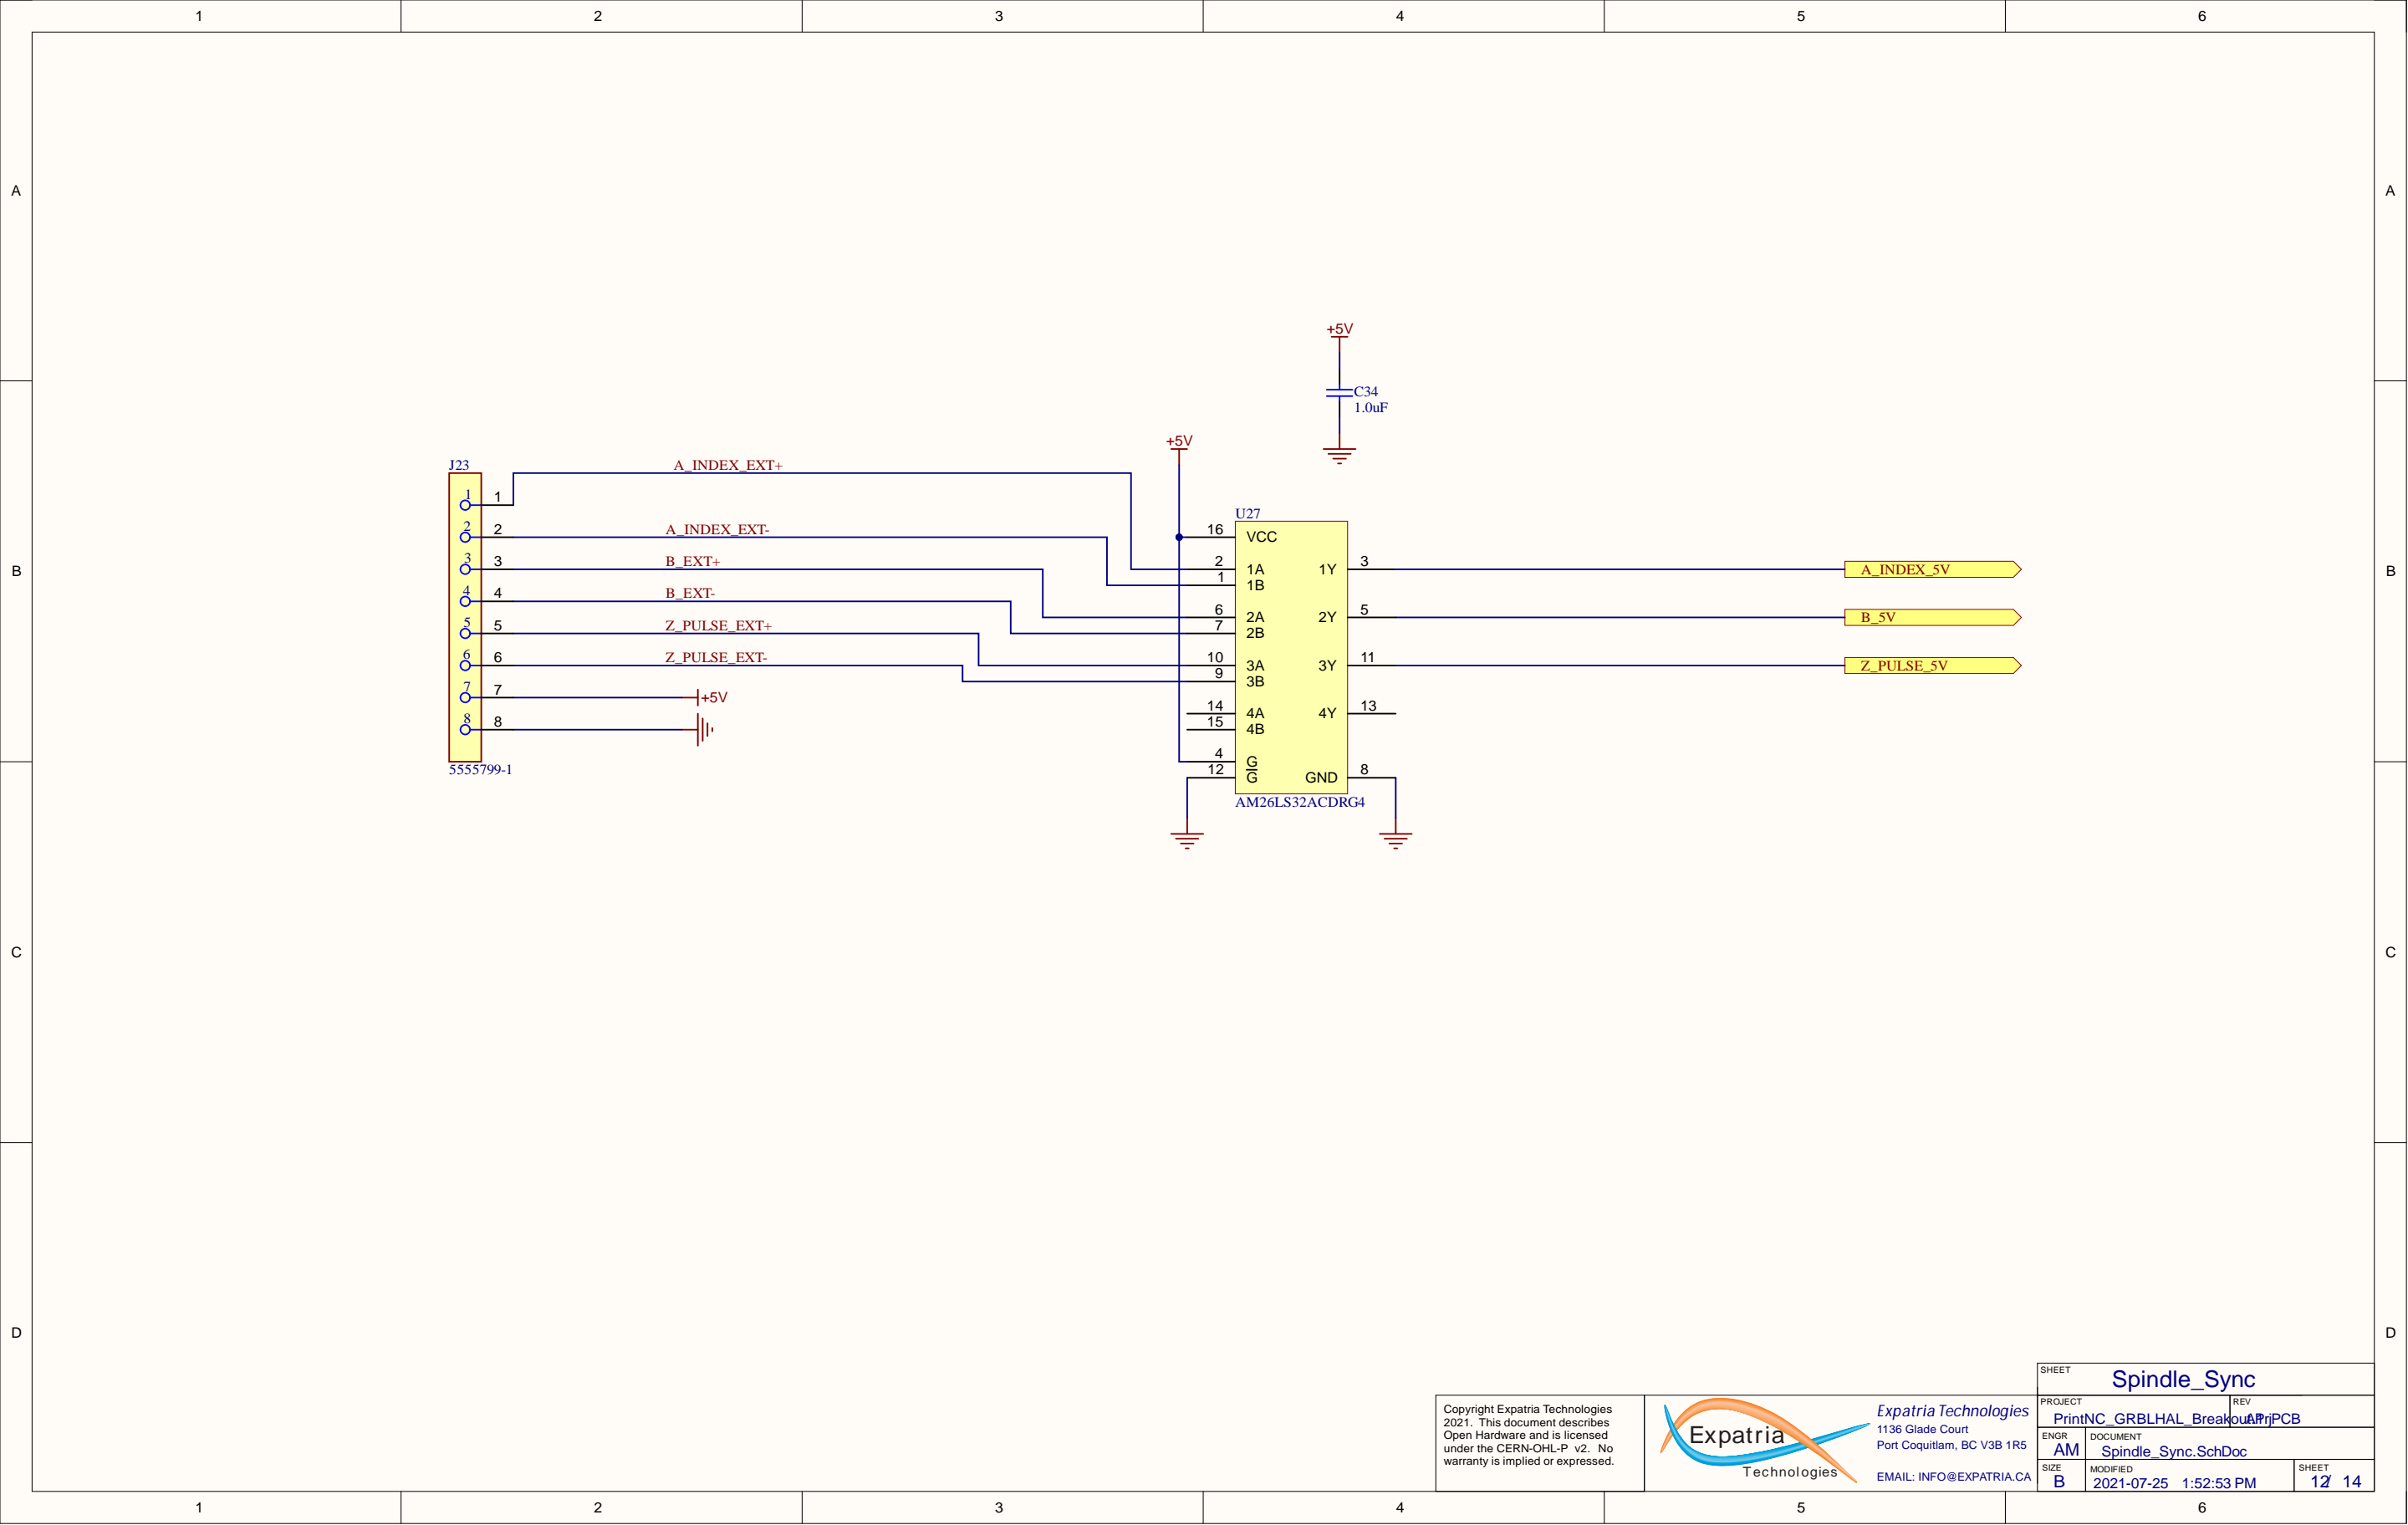 1 2 3 4 5 6
A A
+5V
C34
1.0uF
+5V
J23
A_INDEX_EXT+
1 1
U27
2 2 A_INDEX_EXT- 16 VCC
B 3 3 B_EXT+ 2 1A 1Y 3 A_INDEX_5V B
1 1B
4 4 B_EXT-
6 2A 2Y 5 B_5V
5 5 Z_PULSE_EXT+ 7 2B
6 6 Z_PULSE_EXT- 10 3A 3Y 11 Z_PULSE_5V
9 3B
7 7 +5V
14 4A 4Y 13
8 8 15 4B
4 G
5555799-1
12 G GND 8
AM26LS32ACDRG4
C C
D D
Copyright Expatria Technologies
2021. This document describes
Open Hardware and is licensed
under the CERN-OHL-P v2. No
warranty is implied or expressed.
Expatria
Technologies
Expatria Technologies
1136 Glade Court
Port Coquitlam, BC V3B 1R5
EMAIL: INFO@EXPATRIA.CA
SHEET
Spindle_Sync
PROJECT REV
PrintNC_GRBLHAL_Breakout.PrjPCB
ENGR DOCUMENT
AM Spindle_Sync.SchDoc
SIZE MODIFIED SHEET
B 2021-07-25 1:52:53 PM 12/ 14
1 2 3 4 5 6